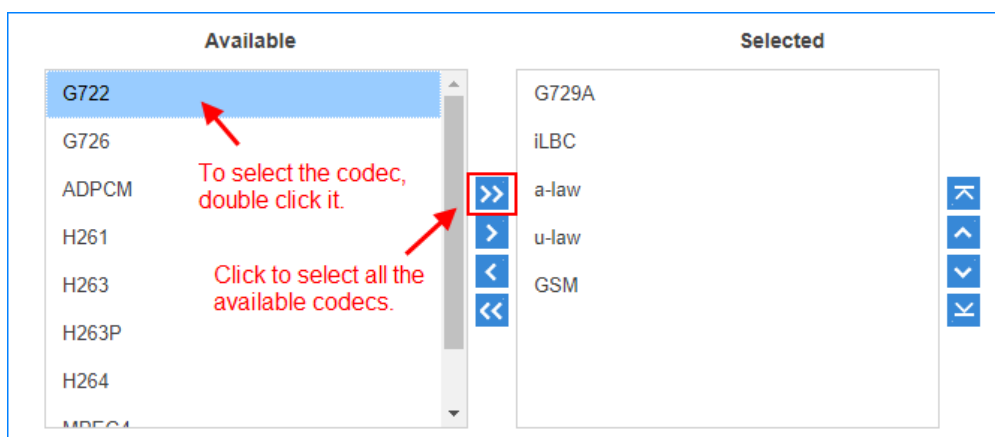 Available
Selected
G722
G726
ADPCM
H261
H263
H263P
H264
MPEG4
To select the codec,
double click it.
Click to select all the
available codecs.
G729A
iLBC
a-law
u-law
GSM